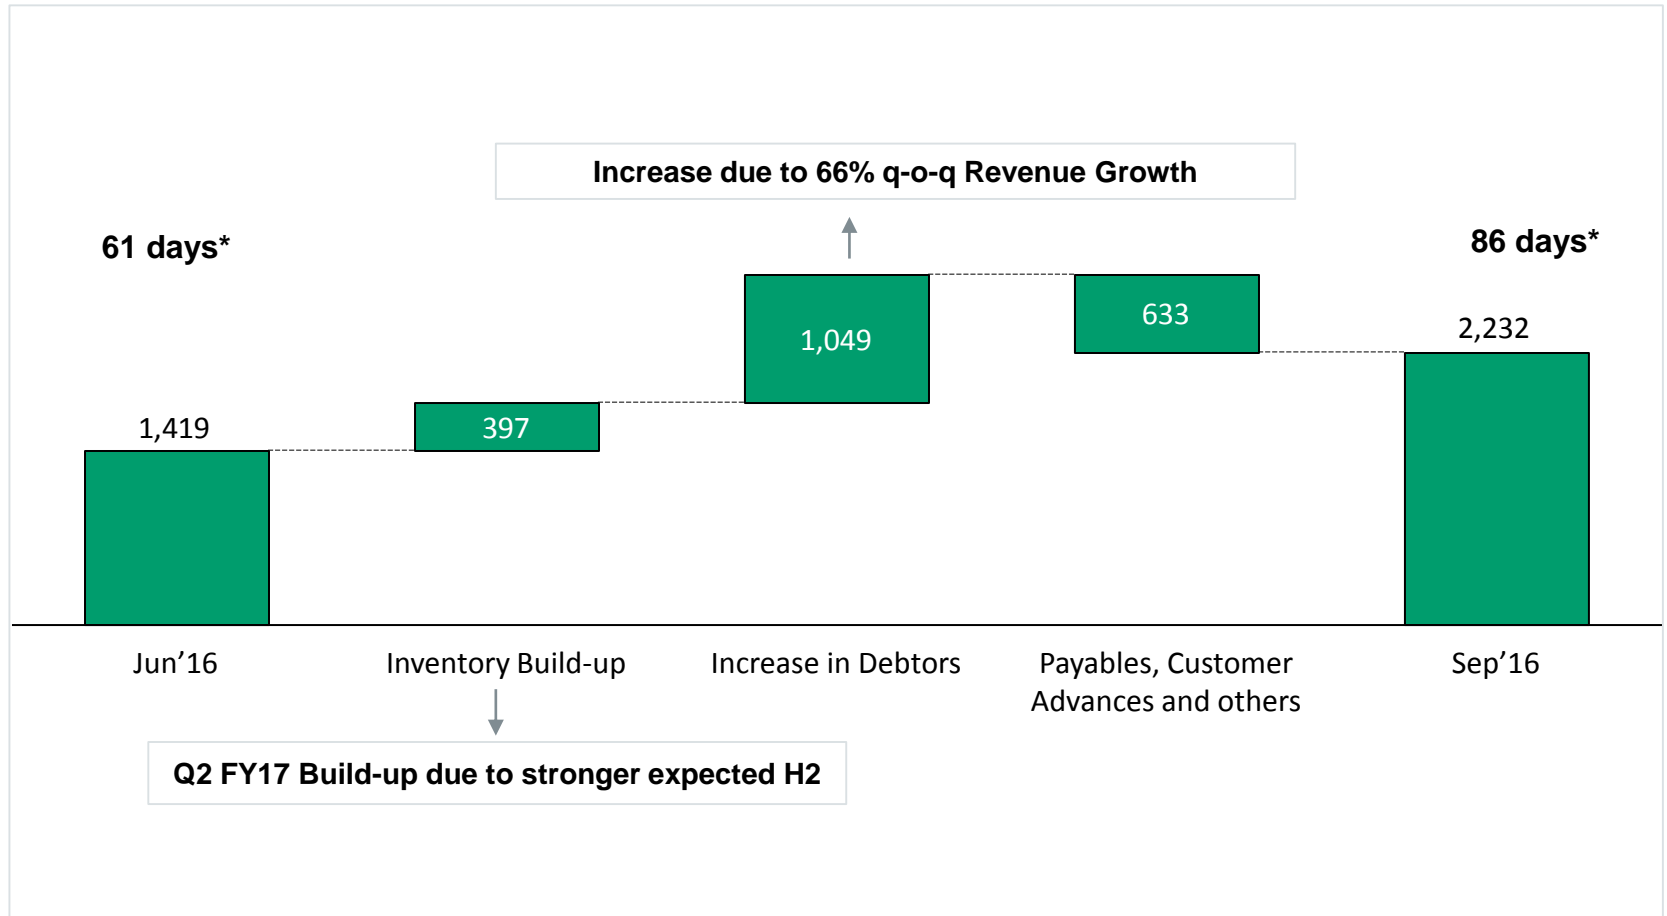 Increase due to 66% q-o-q Revenue Growth
61 days*
86 days*
1,419
397
1,049
633
2,232
Jun’16
Inventory Build-up
Increase in Debtors
Payables, Customer
Advances and others
Sep’16
Q2 FY17 Build-up due to stronger expected H2